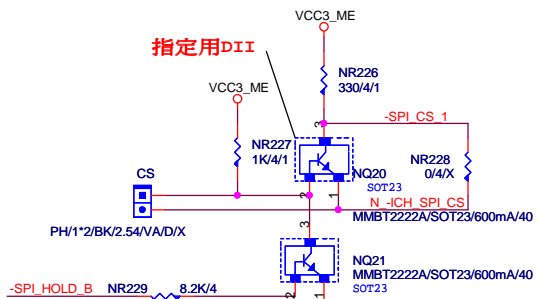 VCC3_ME
指定用DII
NR226
330/4/1
VCC3_ME
-SPI_CS_1
3
NR227
1K/4/1
NR228
0/4/X
CS
NQ20
SOT23
2
1
N_-ICH_SPI_CS
MMBT2222A/SOT23/600mA/40
PH/1*2/BK/2.54/VA/D/X
3
NQ21
MMBT2222A/SOT23/600mA/40
SOT23
-SPI_HOLD_B
NR229
8.2K/4
2
1